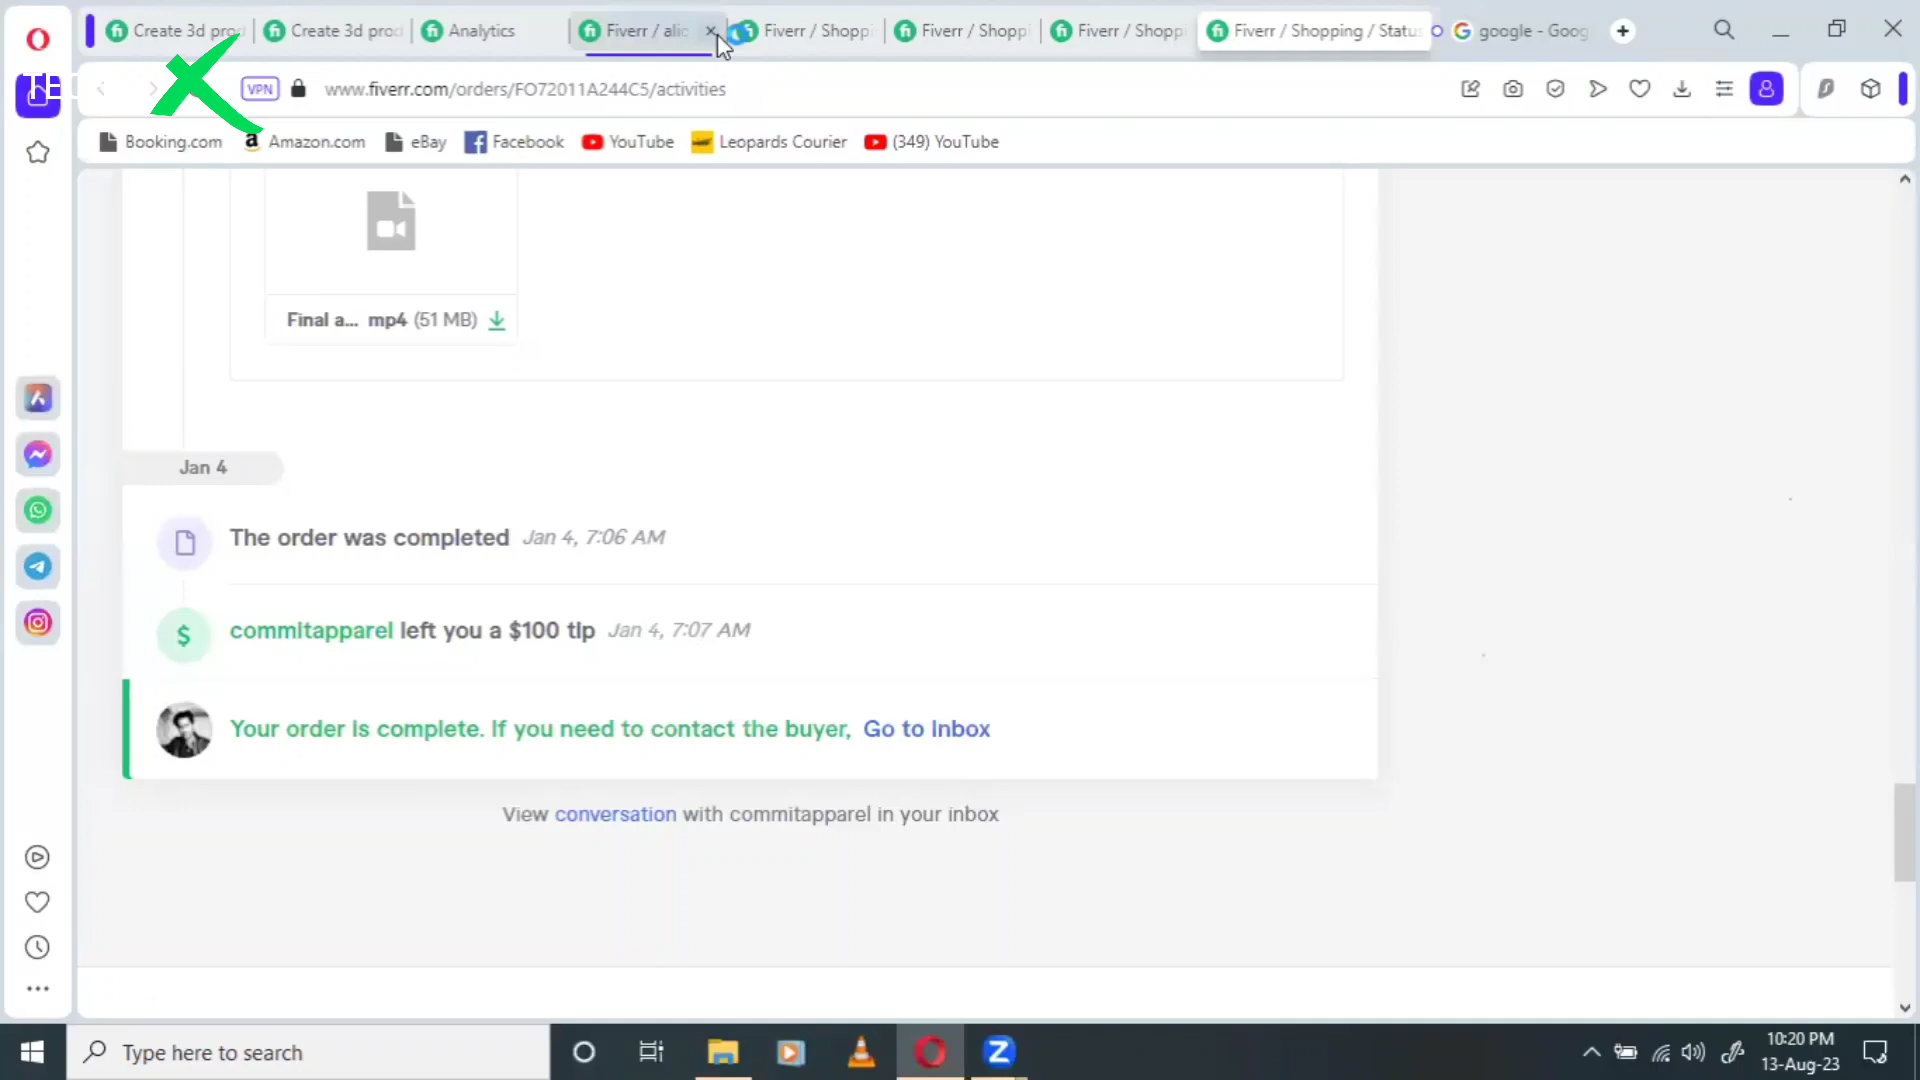 Create 3d prod
Create 3d prod
Analytics
Fiverr / alic
Fiverr / Shoppi
Fiverr / Shoppi
Fiverr / Shoppi
Fiverr / Shopping / Status
google - Goog
VPN
www.fiverr.com/orders/FO72011A244C5/activities
Booking.com
Amazon.com
eBay
Facebook
YouTube
Leopards Courier
(349) YouTube
Final a... mp4 (51 MB)
Jan 4
The order was completed Jan 4, 7:06 AM
commitapparel left you a $100 tip Jan 4, 7:07 AM
Your order is complete. If you need to contact the buyer, Go to Inbox
View conversation with commitapparel in your inbox
Type here to search
10:20 PM
13-Aug-23